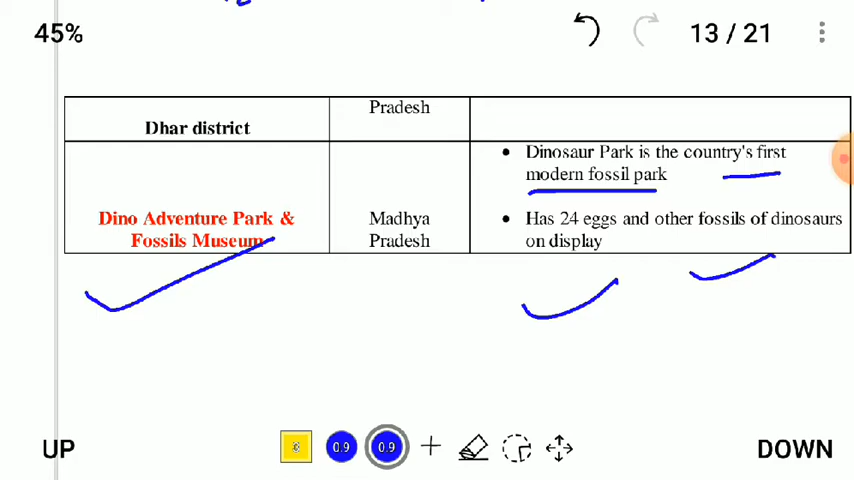 45%
13 / 21
Pradesh
Dhar district
• Dinosaur Park is the country's first
modern fossil park
Dino Adventure Park &
Fossils Museum
Madhya
Pradesh
• Has 24 eggs and other fossils of dinosaurs
on display
UP
0.9
0.9
DOWN